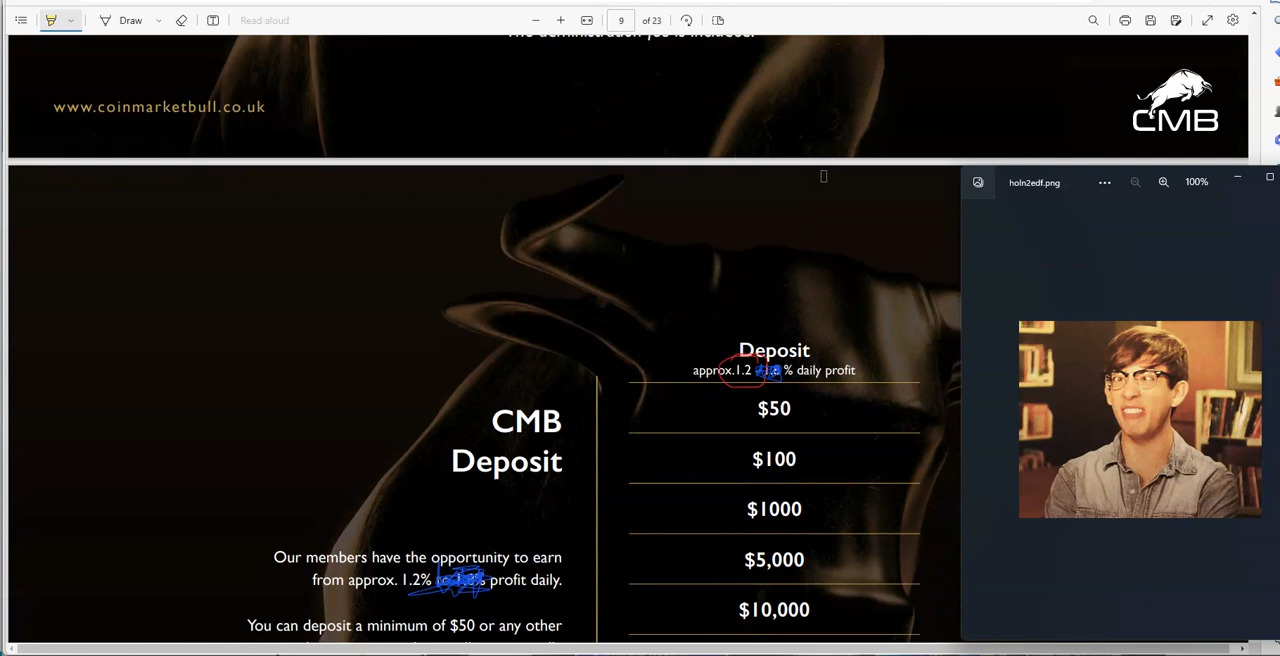 Draw
Read aloud
9 of 23
www.coinmarketbull.co.uk
CMB
holn2edf.png
100%
Deposit
approx.1.2 % daily profit
$50
CMB
Deposit
$100
$1000
$5,000
$10,000
Our members have the opportunity to earn
from approx. 1.2% profit daily.
You can deposit a minimum of $50 or any other